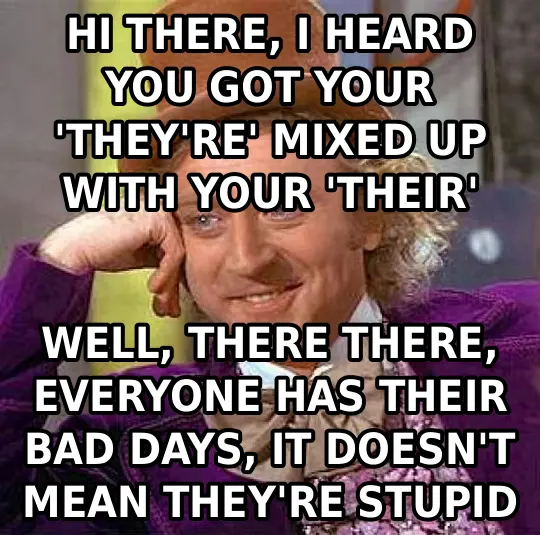 HI THERE, I HEARD
YOU GOT YOUR
'THEY'RE' MIXED UP
WITH YOUR 'THEIR'
WELL, THERE THERE,
EVERYONE HAS THEIR
BAD DAYS, IT DOESN'T
MEAN THEY'RE STUPID